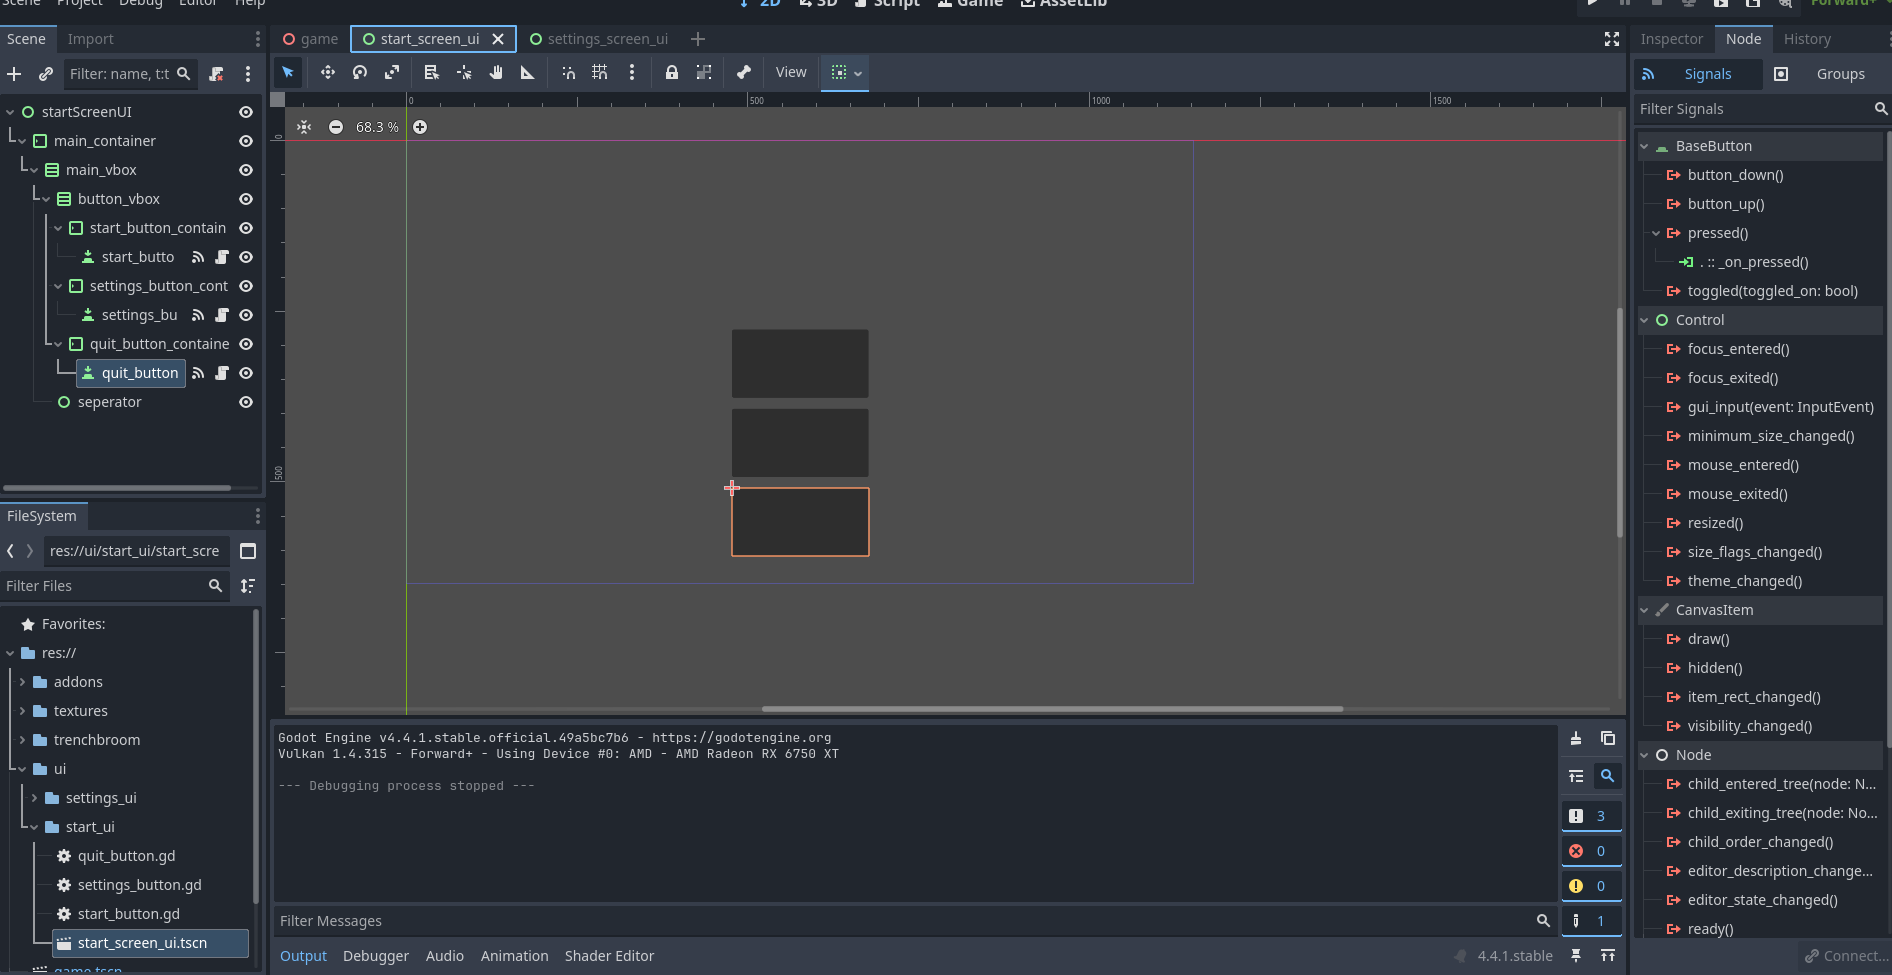 Scene Project Debug Editor Help
2D 3D Script Game AssetLib
Forward+
Scene Import
game start_screen_ui settings_screen_ui
Inspector Node History
Filter: name, t:t
View
Signals Groups
Filter Signals
0 500 1000 1500
68.3 %
0
500
startScreenUI
main_container
main_vbox
button_vbox
start_button_contain
start_butto
settings_button_cont
settings_bu
quit_button_containe
quit_button
seperator
FileSystem
res://ui/start_ui/start_scre
Filter Files
Favorites:
res://
addons
textures
trenchbroom
ui
settings_ui
start_ui
quit_button.gd
settings_button.gd
start_button.gd
start_screen_ui.tscn
game.tscn
Godot Engine v4.4.1.stable.official.49a5bc7b6 - https://godotengine.org
Vulkan 1.4.315 - Forward+ - Using Device #0: AMD - AMD Radeon RX 6750 XT
--- Debugging process stopped ---
3
0
0
1
Filter Messages
Output Debugger Audio Animation Shader Editor
4.4.1.stable
BaseButton
button_down()
button_up()
pressed()
. :: _on_pressed()
toggled(toggled_on: bool)
Control
focus_entered()
focus_exited()
gui_input(event: InputEvent)
minimum_size_changed()
mouse_entered()
mouse_exited()
resized()
size_flags_changed()
theme_changed()
CanvasItem
draw()
hidden()
item_rect_changed()
visibility_changed()
Node
child_entered_tree(node: N...
child_exiting_tree(node: No...
child_order_changed()
editor_description_change...
editor_state_changed()
ready()
Connect...